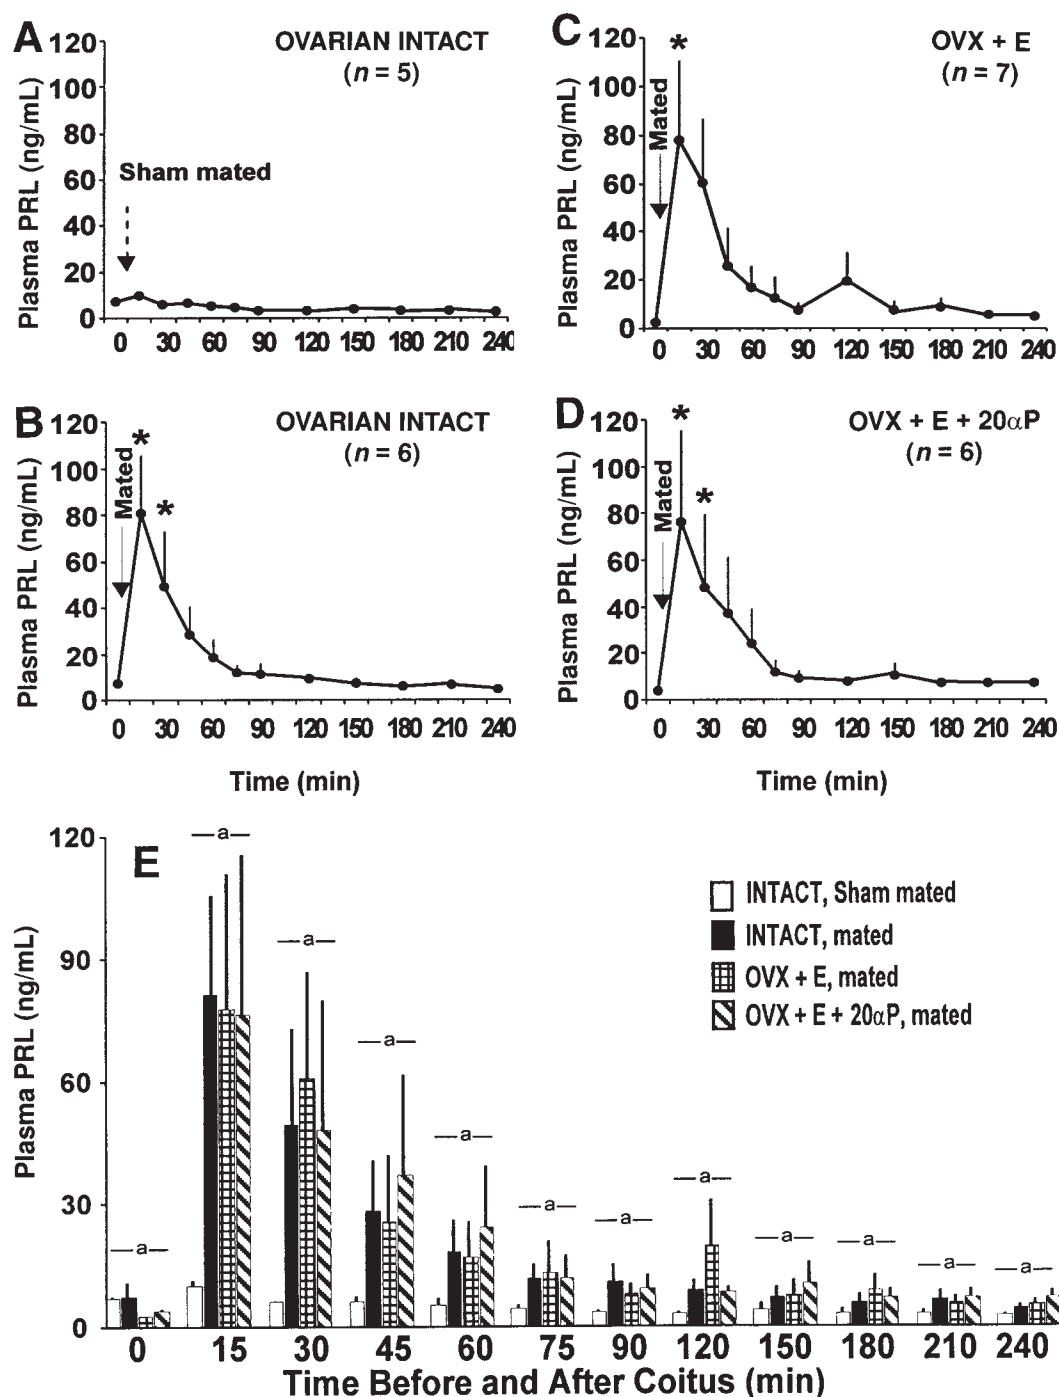 A
OVARIAN INTACT
(n = 5)
Plasma PRL (ng/mL)
120
100
80
60
40
20
0
Sham mated
0 30 60 90 120 150 180 210 240
C
OVX + E
(n = 7)
Plasma PRL (ng/mL)
120
100
80
60
40
20
0
Mated
*
0 30 60 90 120 150 180 210 240
B
OVARIAN INTACT
(n = 6)
Plasma PRL (ng/mL)
120
100
80
60
40
20
0
Mated
*
*
0 30 60 90 120 150 180 210 240
Time (min)
D
OVX + E + 20αP
(n = 6)
Plasma PRL (ng/mL)
120
100
80
60
40
20
0
Mated
*
*
0 30 60 90 120 150 180 210 240
Time (min)
E
Plasma PRL (ng/mL)
120
90
60
30
0
INTACT, Sham mated
INTACT, mated
OVX + E, mated
OVX + E + 20αP, mated
a a a a a a a a a a a a
0 15 30 45 60 75 90 120 150 180 210 240
Time Before and After Coitus (min)